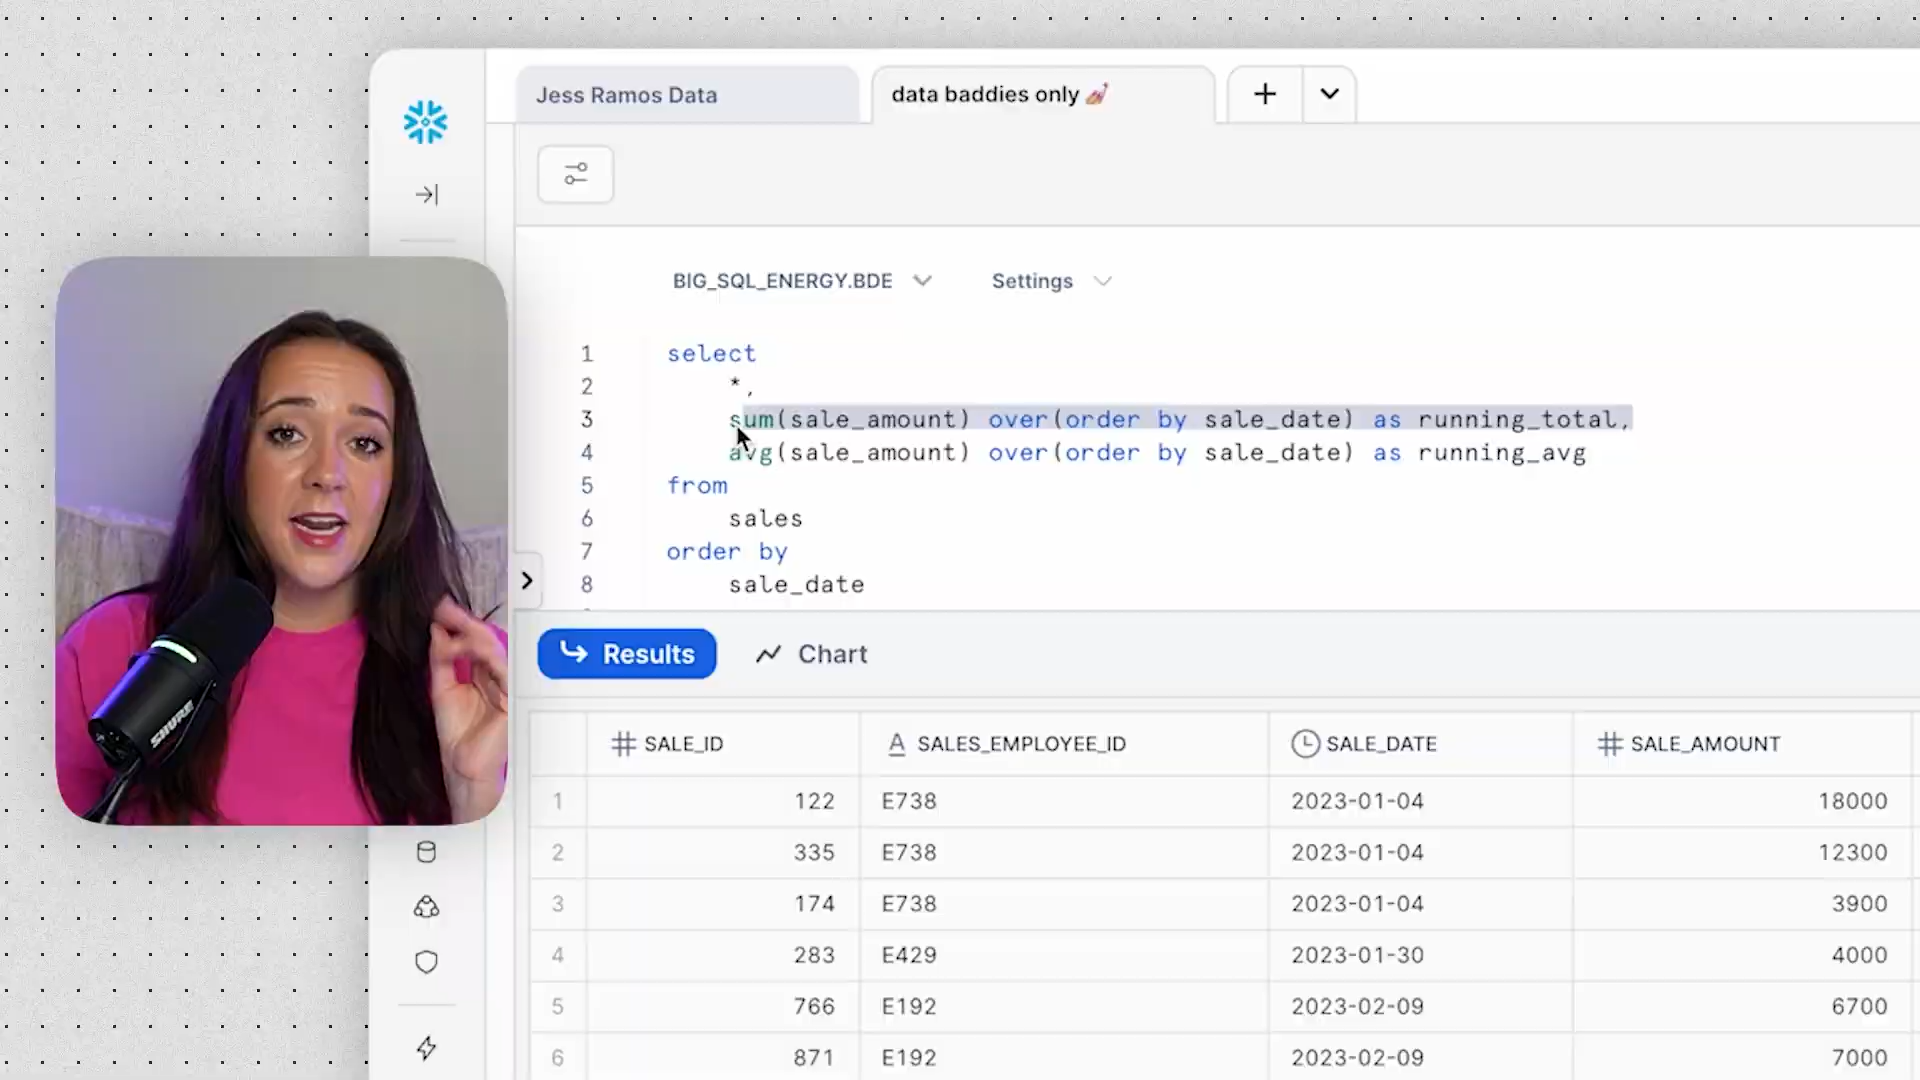 Jess Ramos Data
data baddies only 💅🏼
BIG_SQL_ENERGY.BDE
Settings
1 select
2 *,
3 sum(sale_amount) over(order by sale_date) as running_total,
4 avg(sale_amount) over(order by sale_date) as running_avg
5 from
6 sales
7 order by
8 sale_date
Results
Chart
SALE_ID SALES_EMPLOYEE_ID SALE_DATE SALE_AMOUNT
1 122 E738 2023-01-04 18000
2 335 E738 2023-01-04 12300
3 174 E738 2023-01-04 3900
4 283 E429 2023-01-30 4000
5 766 E192 2023-02-09 6700
6 871 E192 2023-02-09 7000
SHURE